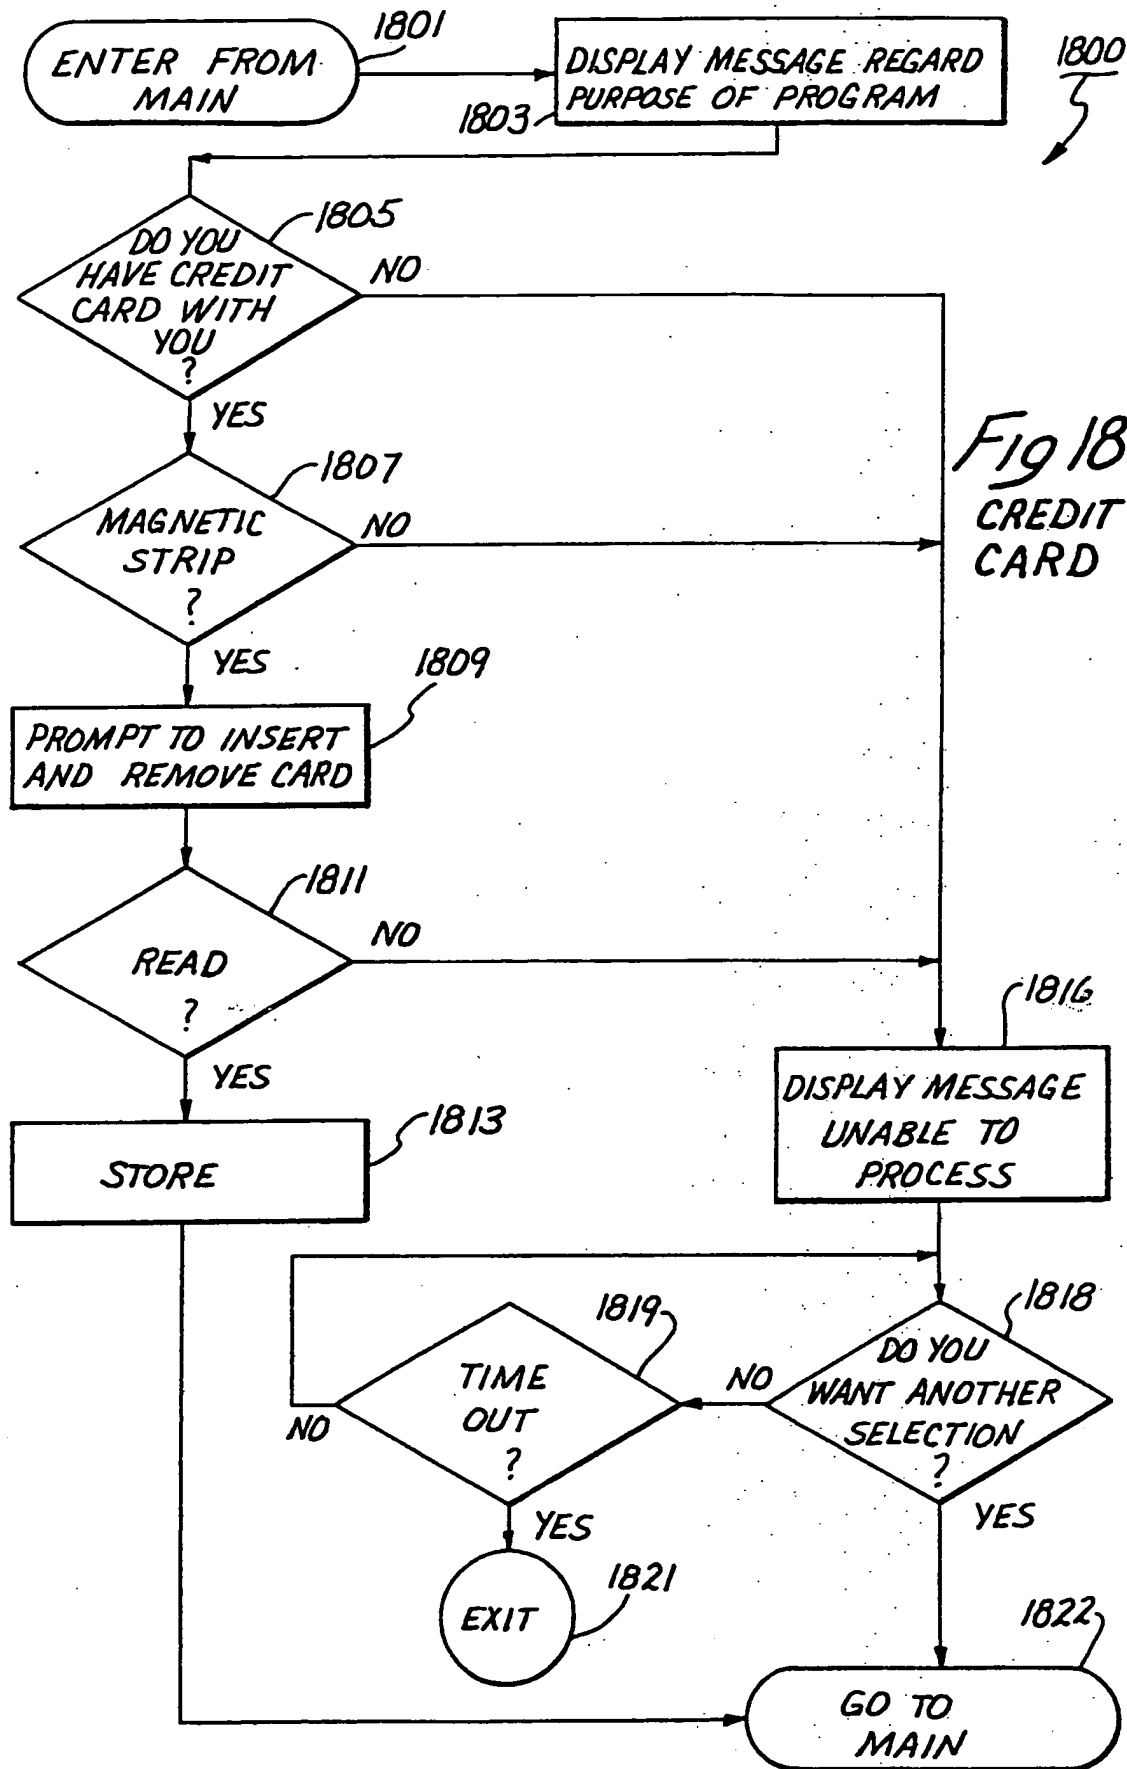 1801
ENTER FROM
MAIN
DISPLAY MESSAGE REGARD
PURPOSE OF PROGRAM
1803
1800
1805
DO YOU
HAVE CREDIT
CARD WITH
YOU
?
NO
YES
Fig 18
CREDIT
CARD
1807
MAGNETIC
STRIP
?
NO
YES
1809
PROMPT TO INSERT
AND REMOVE CARD
1811
READ
?
NO
YES
1813
STORE
1816
DISPLAY MESSAGE
UNABLE TO
PROCESS
1818
DO YOU
WANT ANOTHER
SELECTION
?
NO
YES
1819
TIME
OUT
?
NO
YES
1821
EXIT
1822
GO TO
MAIN